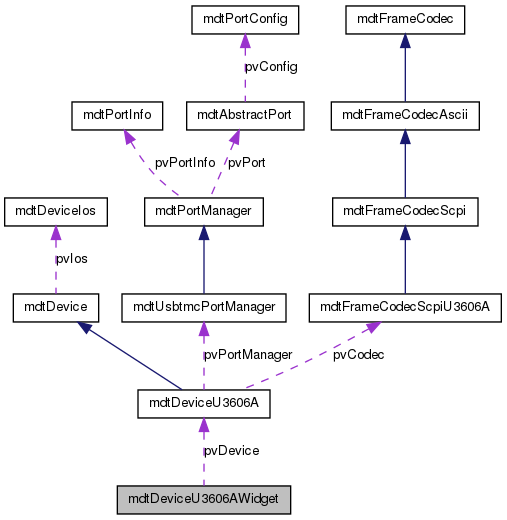 mdtPortConfig
mdtFrameCodec
pvConfig
mdtPortInfo
mdtAbstractPort
mdtFrameCodecAscii
pvPortInfo
pvPort
mdtDeviceIos
mdtPortManager
mdtFrameCodecScpi
pvIos
mdtDevice
mdtUsbtmcPortManager
mdtFrameCodecScpiU3606A
pvPortManager
pvCodec
mdtDeviceU3606A
pvDevice
mdtDeviceU3606AWidget